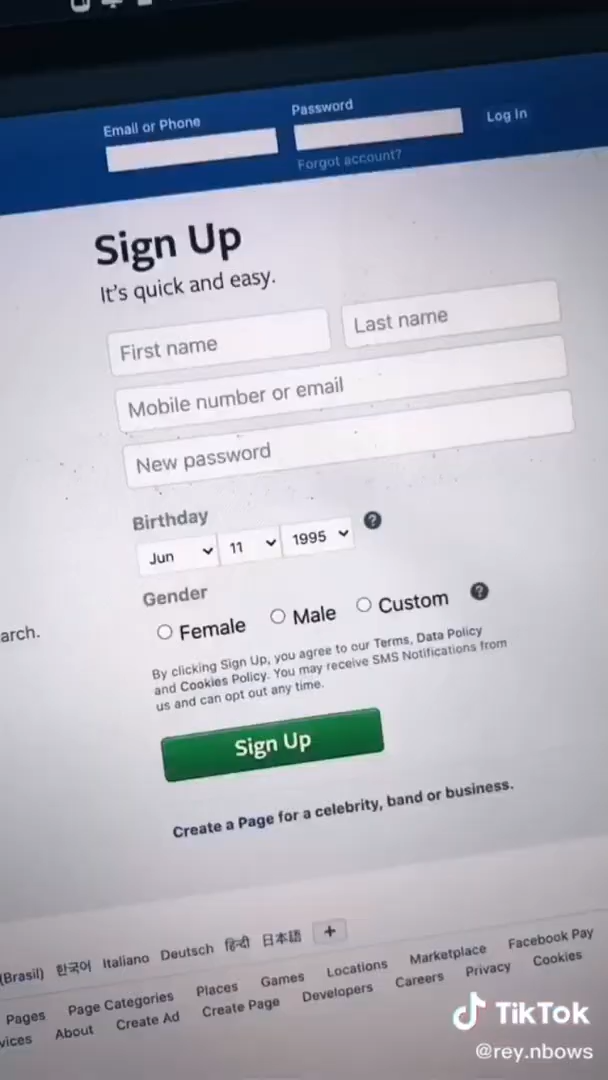 Email or Phone
Password
Log In
Forgot account?
Sign Up
It's quick and easy.
First name
Last name
Mobile number or email
New password
Birthday
Jun
11
1995
Gender
Female
Male
Custom
arch.
By clicking Sign Up, you agree to our Terms, Data Policy
and Cookies Policy. You may receive SMS Notifications from
us and can opt out any time.
Sign Up
Create a Page for a celebrity, band or business.
(Brasil) 한국어 Italiano Deutsch हिन्दी 日本語 +
Pages Page Categories Places Games Locations Marketplace Facebook Pay
vices About Create Ad Create Page Developers Careers Privacy Cookies
TikTok
@rey.nbows